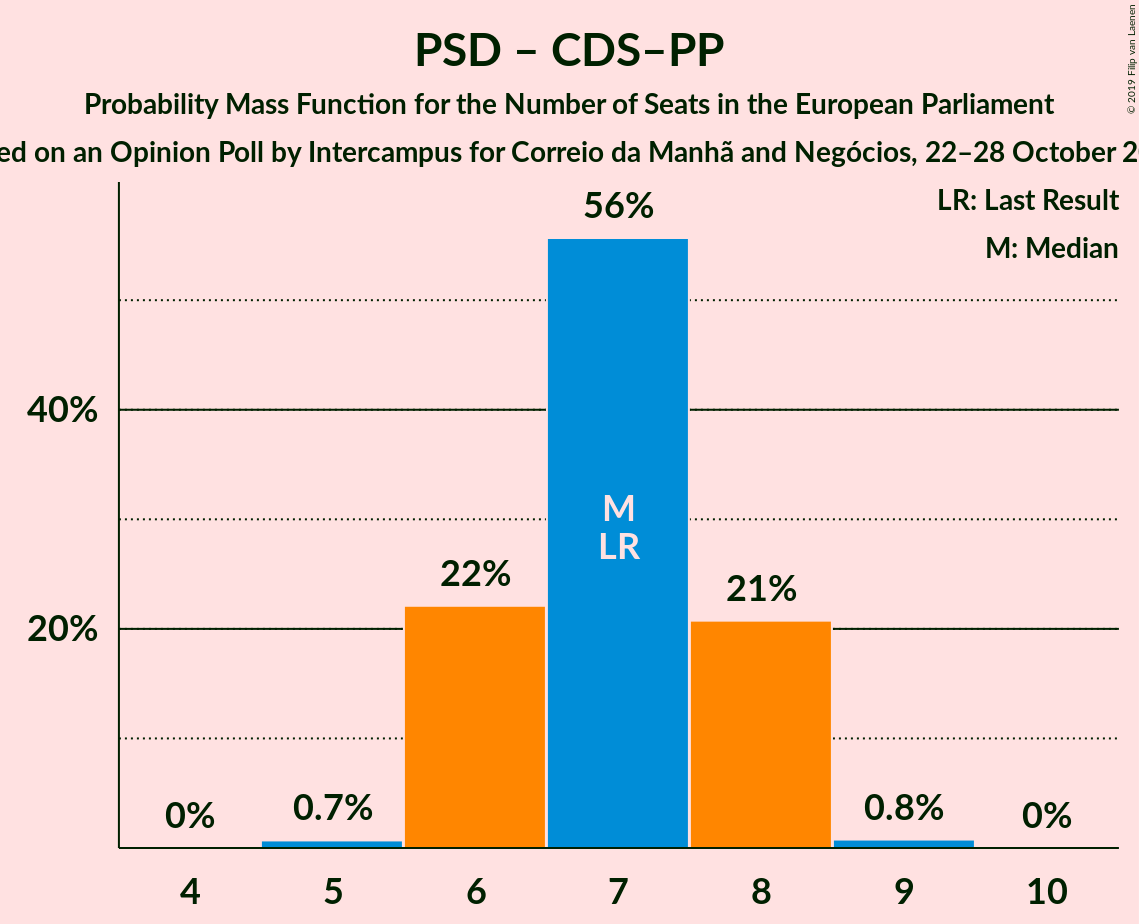 PSD – CDS–PP
Probability Mass Function for the Number of Seats in the European Parliament
on an Opinion Poll by Intercampus for Correio da Manhã and Negócios, 22–28 October
© 2019 Filip van Laenen
LR: Last Result
M: Median
56%
40%
M
LR
22%
21%
20%
0%
0.7%
0.8%
0%
4
5
6
7
8
9
10